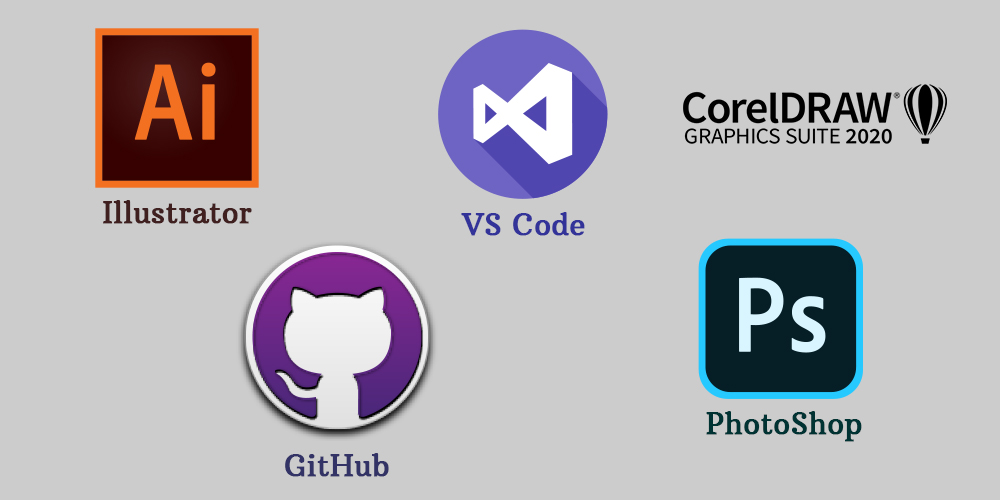 Ai
Illustrator
VS Code
CorelDRAW®
GRAPHICS SUITE 2020
GitHub
Ps
PhotoShop